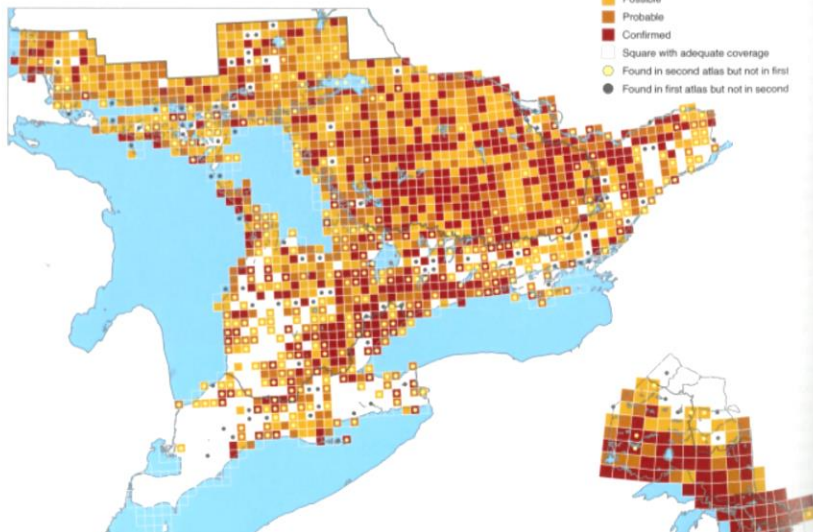 Possible
Probable
Confirmed
Square with adequate coverage
Found in second atlas but not in first
Found in first atlas but not in second